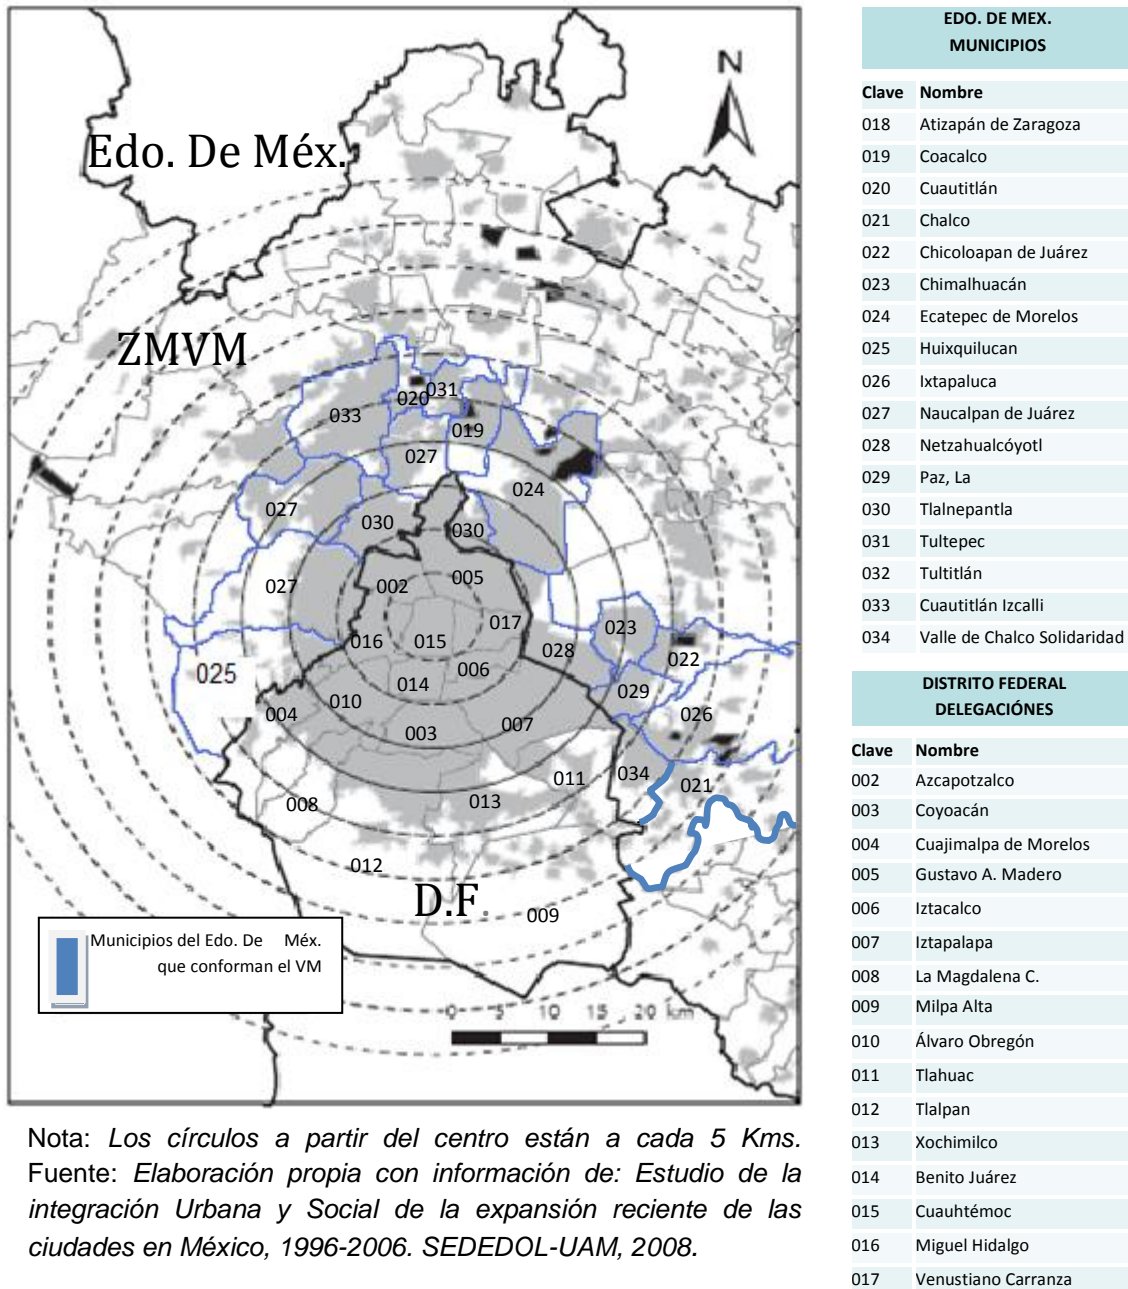 N
Edo. De Méx.
ZMVM
031
020
033
019
027
024
027
030
030
005
002
027
017
023
016
015
028
022
006
025
014
029
010
004
026
007
003
034
011
021
013
008
012
D.F.
009
Municipios del Edo. De Méx.
que conforman el VM
0 5 10 15 20 km
Nota: Los círculos a partir del centro están a cada 5 Kms.
Fuente: Elaboración propia con información de: Estudio de la
integración Urbana y Social de la expansión reciente de las
ciudades en México, 1996-2006. SEDEDOL-UAM, 2008.
EDO. DE MEX.
MUNICIPIOS
Clave Nombre
018 Atizapán de Zaragoza
019 Coacalco
020 Cuautitlán
021 Chalco
022 Chicoloapan de Juárez
023 Chimalhuacán
024 Ecatepec de Morelos
025 Huixquilucan
026 Ixtapaluca
027 Naucalpan de Juárez
028 Netzahualcóyotl
029 Paz, La
030 Tlalnepantla
031 Tultepec
032 Tultitlán
033 Cuautitlán Izcalli
034 Valle de Chalco Solidaridad
DISTRITO FEDERAL
DELEGACIÓNES
Clave Nombre
002 Azcapotzalco
003 Coyoacán
004 Cuajimalpa de Morelos
005 Gustavo A. Madero
006 Iztacalco
007 Iztapalapa
008 La Magdalena C.
009 Milpa Alta
010 Álvaro Obregón
011 Tlahuac
012 Tlalpan
013 Xochimilco
014 Benito Juárez
015 Cuauhtémoc
016 Miguel Hidalgo
017 Venustiano Carranza